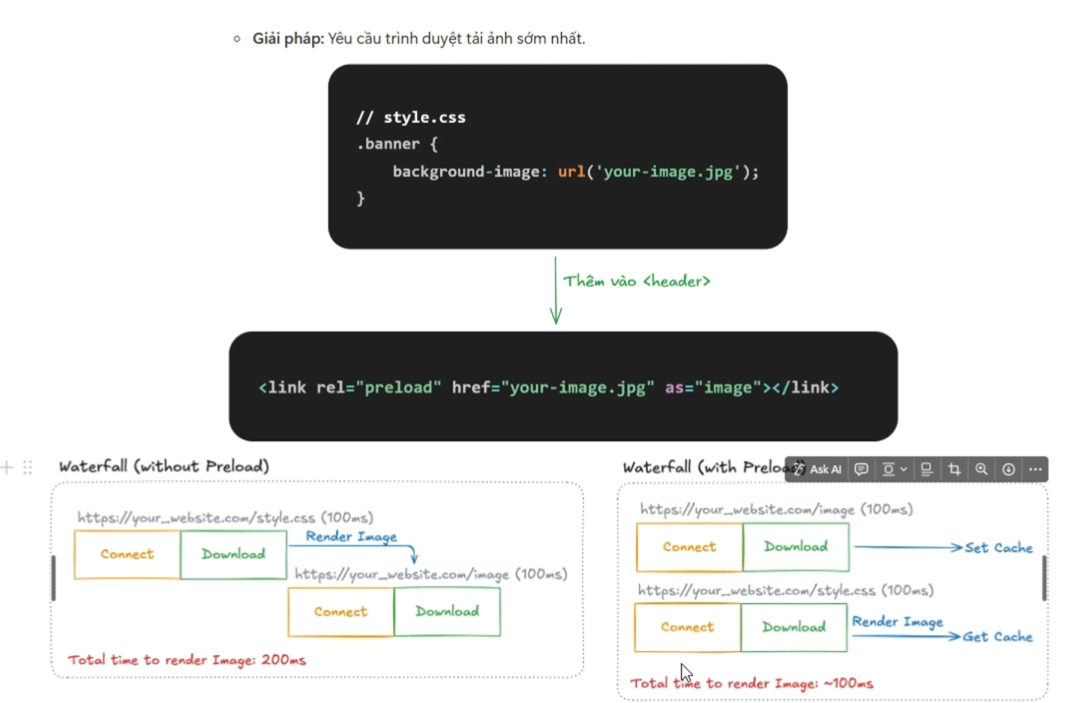 Giải pháp: Yêu cầu trình duyệt tải ảnh sớm nhất.
// style.css
.banner {
background-image: url('your-image.jpg');
}
Thêm vào <header>
<link rel="preload" href="your-image.jpg" as="image"></link>
Waterfall (without Preload)
https://your_website.com/style.css (100ms)
Connect
Download
Render Image
https://your_website.com/image (100ms)
Connect
Download
Total time to render Image: 200ms
Waterfall (with Preload)
Ask AI
https://your_website.com/image (100ms)
Connect
Download
Set Cache
https://your_website.com/style.css (100ms)
Connect
Download
Render Image
Get Cache
Total time to render Image: ~100ms